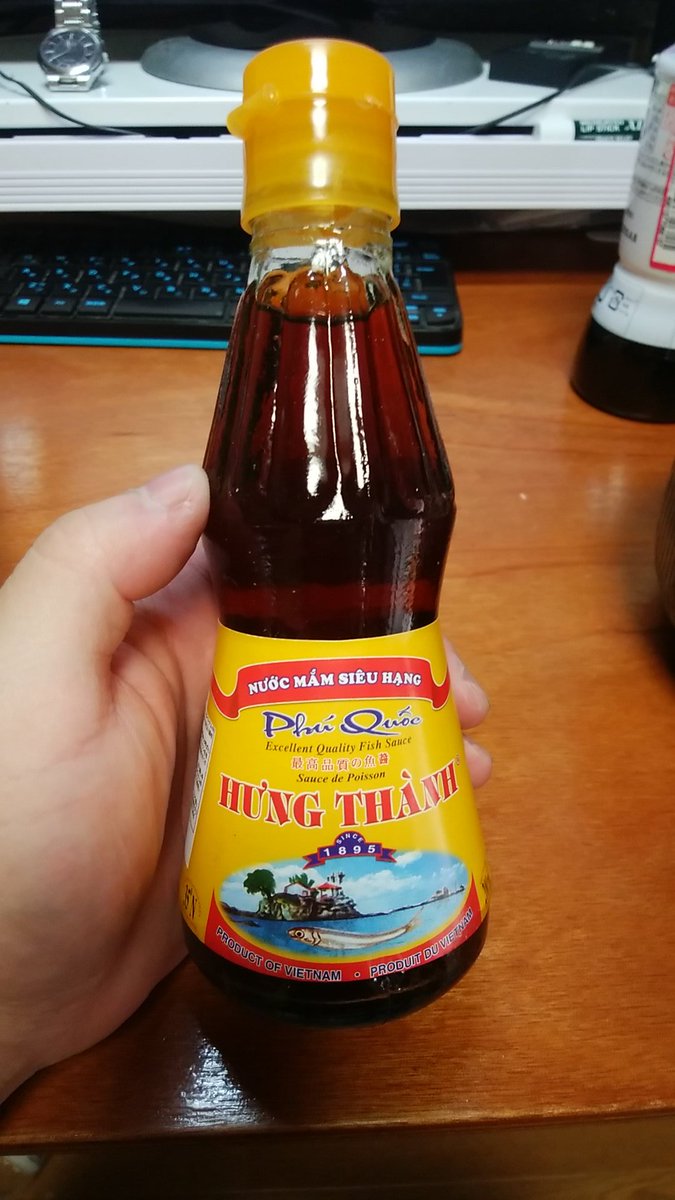 NƯỚC MẮM SIÊU HẠNG
Phú Quốc
Excellent Quality Fish Sauce
最高品質の魚醤
Sauce de Poisson
HƯNG THÀNH®
SINCE
1895
PRODUCT OF VIETNAM • PRODUIT DU VIETNAM